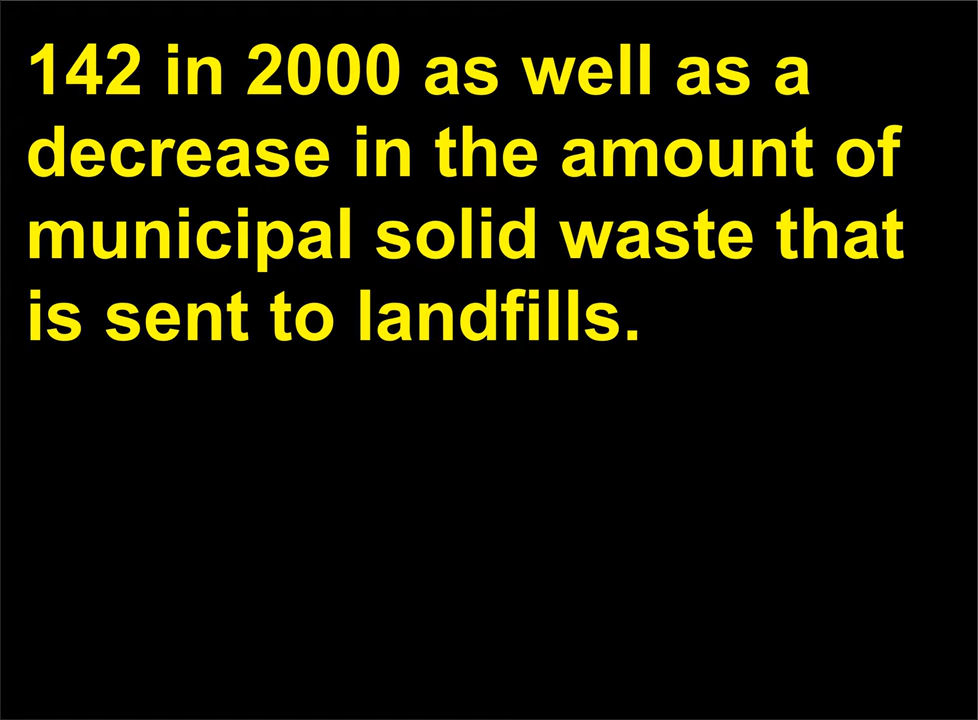 142 in 2000 as well as a
decrease in the amount of
municipal solid waste that
is sent to landfills.